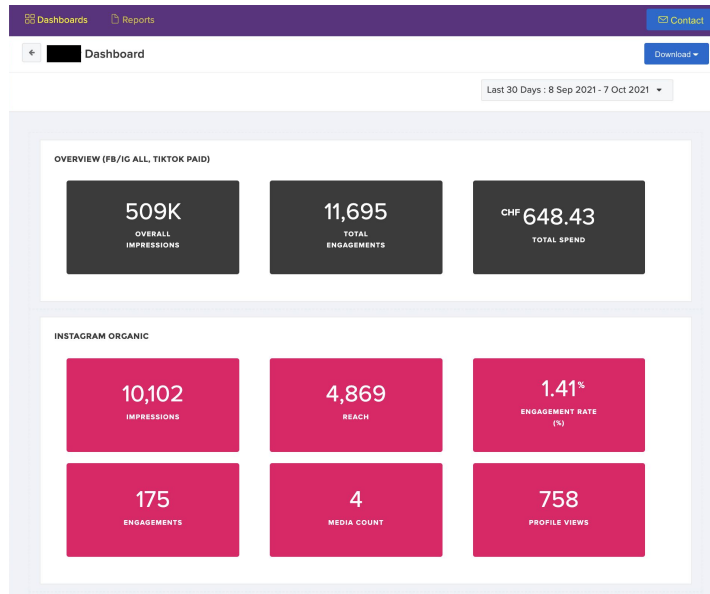 Dashboards Reports Contact
Dashboard Download
Last 30 Days : 8 Sep 2021 - 7 Oct 2021
OVERVIEW (FB/IG ALL, TIKTOK PAID)
509K
OVERALL
IMPRESSIONS
11,695
TOTAL
ENGAGEMENTS
CHF 648.43
TOTAL SPEND
INSTAGRAM ORGANIC
10,102
IMPRESSIONS
4,869
REACH
1.41%
ENGAGEMENT RATE
(%)
175
ENGAGEMENTS
4
MEDIA COUNT
758
PROFILE VIEWS